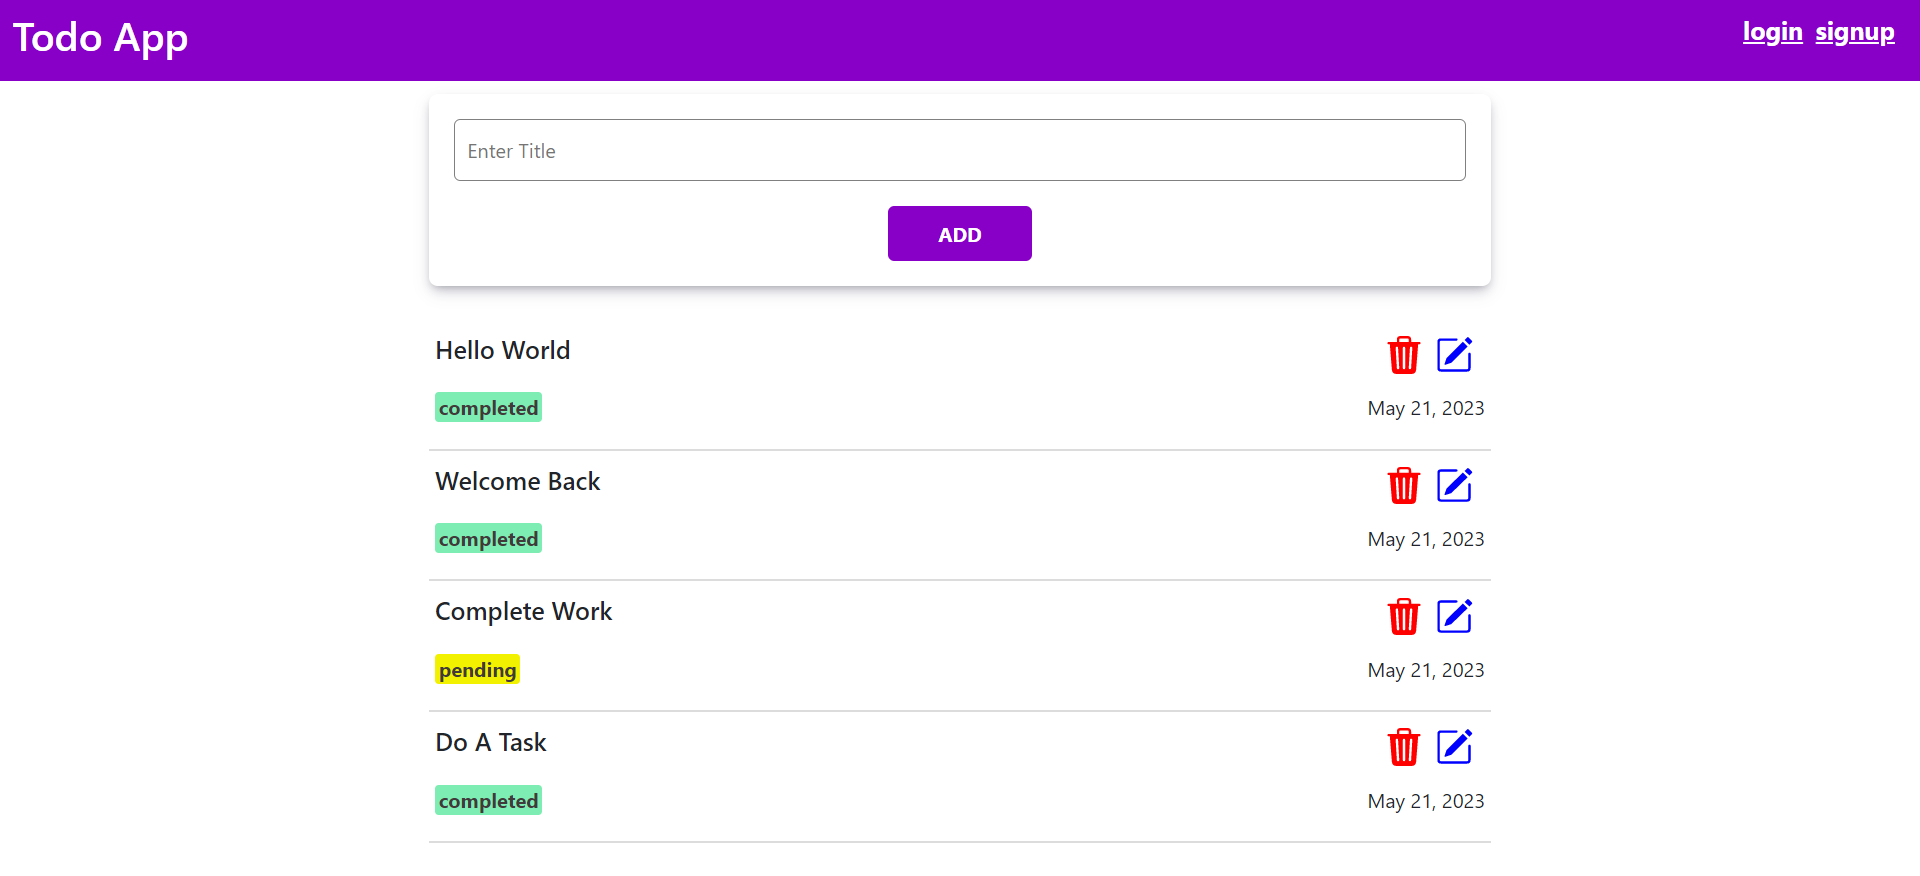 Todo App
login signup
Enter Title
ADD
Hello World
completed
May 21, 2023
Welcome Back
completed
May 21, 2023
Complete Work
pending
May 21, 2023
Do A Task
completed
May 21, 2023